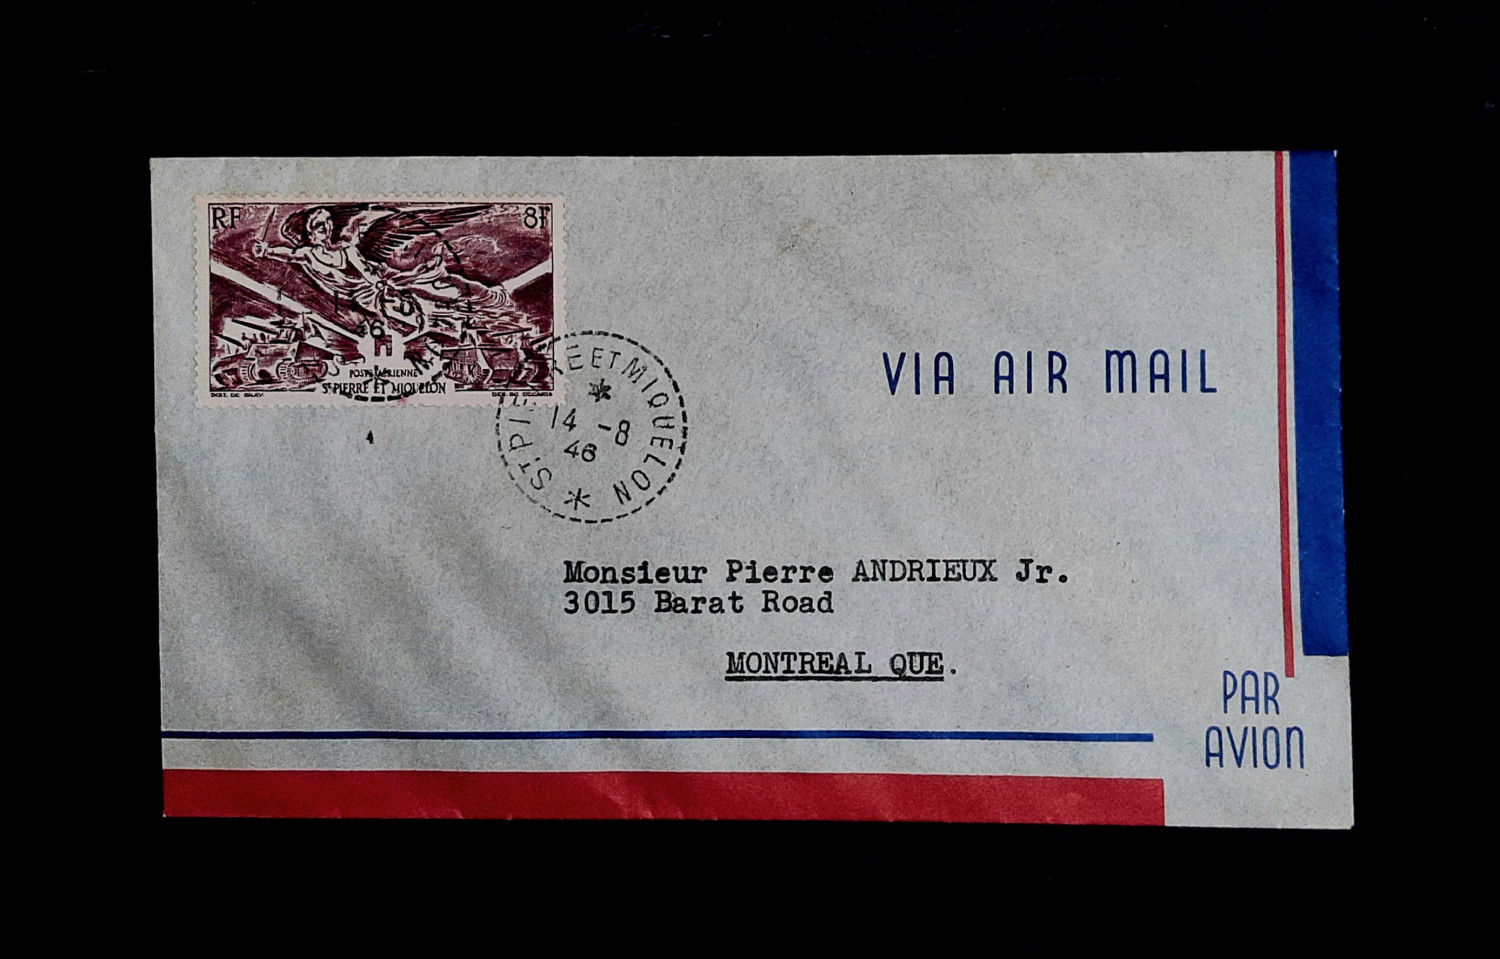 RF 8F
POSTE AÉRIENNE
ST PIERRE ET MIQUELON
ST PIERRE ET MIQUELON
14 -8
46
VIA AIR MAIL
Monsieur Pierre ANDRIEUX Jr.
3015 Barat Road
MONTREAL QUE.
PAR
AVION